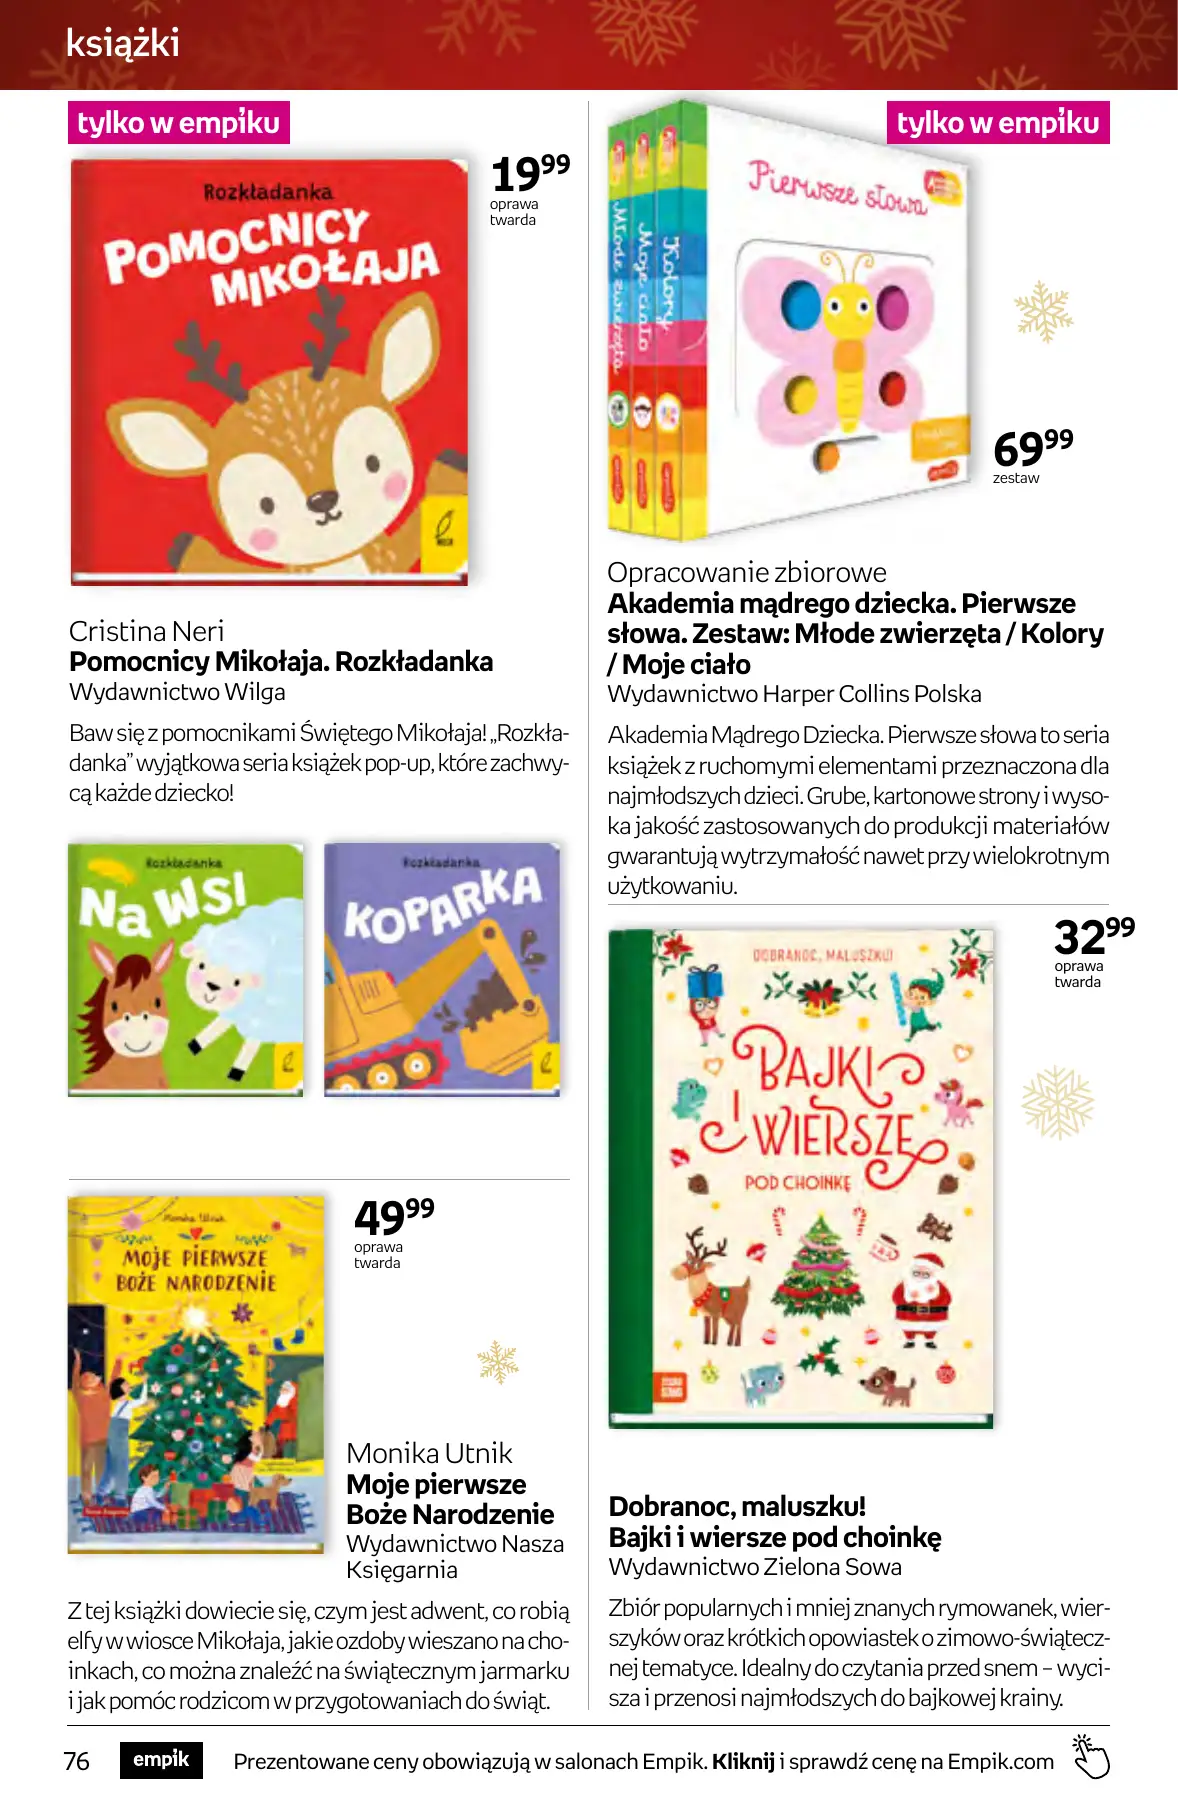 książki
tylko w empiku
Rozkładanka
POMOCNICY
MIKOŁAJA
19⁹⁹
oprawa
twarda
Cristina Neri
Pomocnicy Mikołaja. Rozkładanka
Wydawnictwo Wilga
Baw się z pomocnikami Świętego Mikołaja! „Rozkła-
danka” wyjątkowa seria książek pop-up, które zachwy-
cą każde dziecko!
Rozkładanka
Na WSI
Rozkładanka
KOPARKA
Monika Utnik
MOJE PIERWSZE
BOŻE NARODZENIE
49⁹⁹
oprawa
twarda
Monika Utnik
Moje pierwsze
Boże Narodzenie
Wydawnictwo Nasza
Księgarnia
Z tej książki dowiecie się, czym jest adwent, co robią
elfy w wiosce Mikołaja, jakie ozdoby wieszano na cho-
inkach, co można znaleźć na świątecznym jarmarku
i jak pomóc rodzicom w przygotowaniach do świąt.
tylko w empiku
Pierwsze słowa
Młode zwierzęta
Moje ciało
Kolory
69⁹⁹
zestaw
Opracowanie zbiorowe
Akademia mądrego dziecka. Pierwsze
słowa. Zestaw: Młode zwierzęta / Kolory
/ Moje ciało
Wydawnictwo Harper Collins Polska
Akademia Mądrego Dziecka. Pierwsze słowa to seria
książek z ruchomymi elementami przeznaczona dla
najmłodszych dzieci. Grube, kartonowe strony i wyso-
ka jakość zastosowanych do produkcji materiałów
gwarantują wytrzymałość nawet przy wielokrotnym
użytkowaniu.
DOBRANOC, MALUSZKU!
BAJKI
I WIERSZE
POD CHOINKĘ
32⁹⁹
oprawa
twarda
Dobranoc, maluszku!
Bajki i wiersze pod choinkę
Wydawnictwo Zielona Sowa
Zbiór popularnych i mniej znanych rymowanek, wier-
szyków oraz krótkich opowiastek o zimowo-świątecz-
nej tematyce. Idealny do czytania przed snem – wyci-
sza i przenosi najmłodszych do bajkowej krainy.
76
empik
Prezentowane ceny obowiązują w salonach Empik. Kliknij i sprawdź cenę na Empik.com